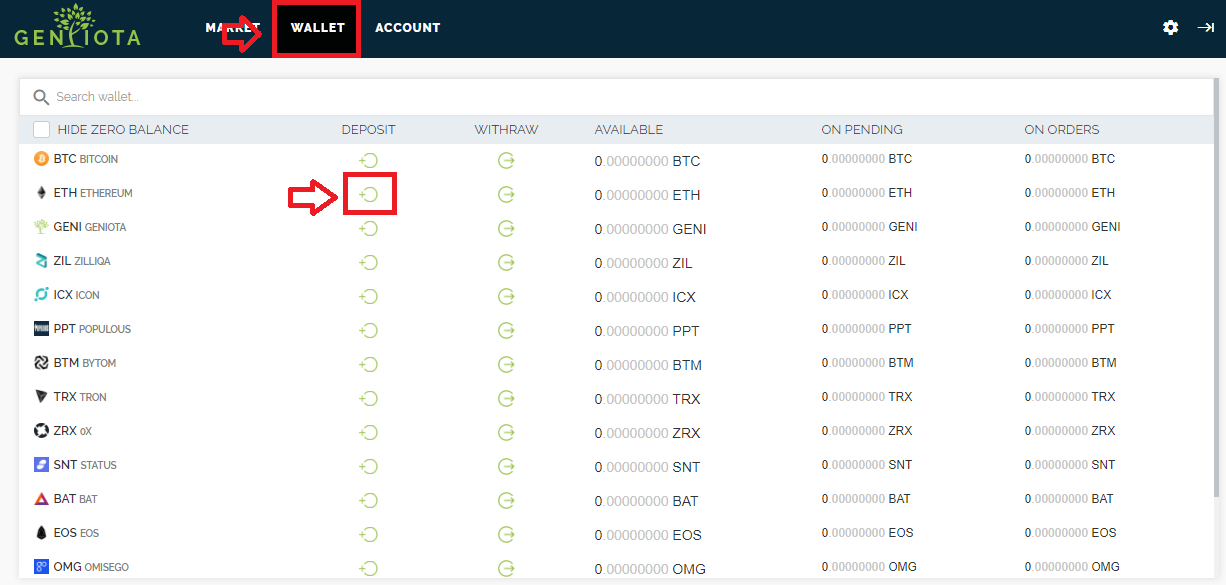 GENIOTA MARKET WALLET ACCOUNT
Search wallet...
HIDE ZERO BALANCE DEPOSIT WITHRAW AVAILABLE ON PENDING ON ORDERS
BTC BITCOIN 0.00000000 BTC 0.00000000 BTC 0.00000000 BTC
ETH ETHEREUM 0.00000000 ETH 0.00000000 ETH 0.00000000 ETH
GENI GENIOTA 0.00000000 GENI 0.00000000 GENI 0.00000000 GENI
ZIL ZILLIQA 0.00000000 ZIL 0.00000000 ZIL 0.00000000 ZIL
ICX ICON 0.00000000 ICX 0.00000000 ICX 0.00000000 ICX
PPT POPULOUS 0.00000000 PPT 0.00000000 PPT 0.00000000 PPT
BTM BYTOM 0.00000000 BTM 0.00000000 BTM 0.00000000 BTM
TRX TRON 0.00000000 TRX 0.00000000 TRX 0.00000000 TRX
ZRX 0X 0.00000000 ZRX 0.00000000 ZRX 0.00000000 ZRX
SNT STATUS 0.00000000 SNT 0.00000000 SNT 0.00000000 SNT
BAT BAT 0.00000000 BAT 0.00000000 BAT 0.00000000 BAT
EOS EOS 0.00000000 EOS 0.00000000 EOS 0.00000000 EOS
OMG OMISEGO 0.00000000 OMG 0.00000000 OMG 0.00000000 OMG